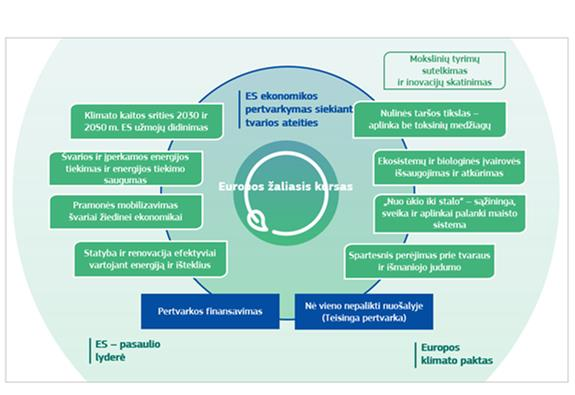 Mokslinių tyrimų
sutelkimas
ir inovacijų skatinimas
ES ekonomikos
pertvarkymas siekiant
tvarios ateities
Klimato kaitos srities 2030 ir
2050 m. ES užmojų didinimas
Švarios ir įperkamos energijos
tiekimas ir energijos tiekimo
saugumas
Pramonės mobilizavimas
švariai žiedinei ekonomikai
Statyba ir renovacija efektyviai
vartojant energiją ir išteklius
Europos žaliasis kursas
Nulinės taršos tikslas –
aplinka be toksinių medžiagų
Ekosistemų ir biologinės įvairovės
išsaugojimas ir atkūrimas
„Nuo ūkio iki stalo“ – sąžininga,
sveika ir aplinkai palanki maisto
sistema
Spartesnis perėjimas prie tvaraus
ir išmaniojo judumo
Pertvarkos finansavimas
Nė vieno nepalikti nuošalyje
(Teisinga pertvarka)
ES – pasaulio
lyderė
Europos
klimato paktas